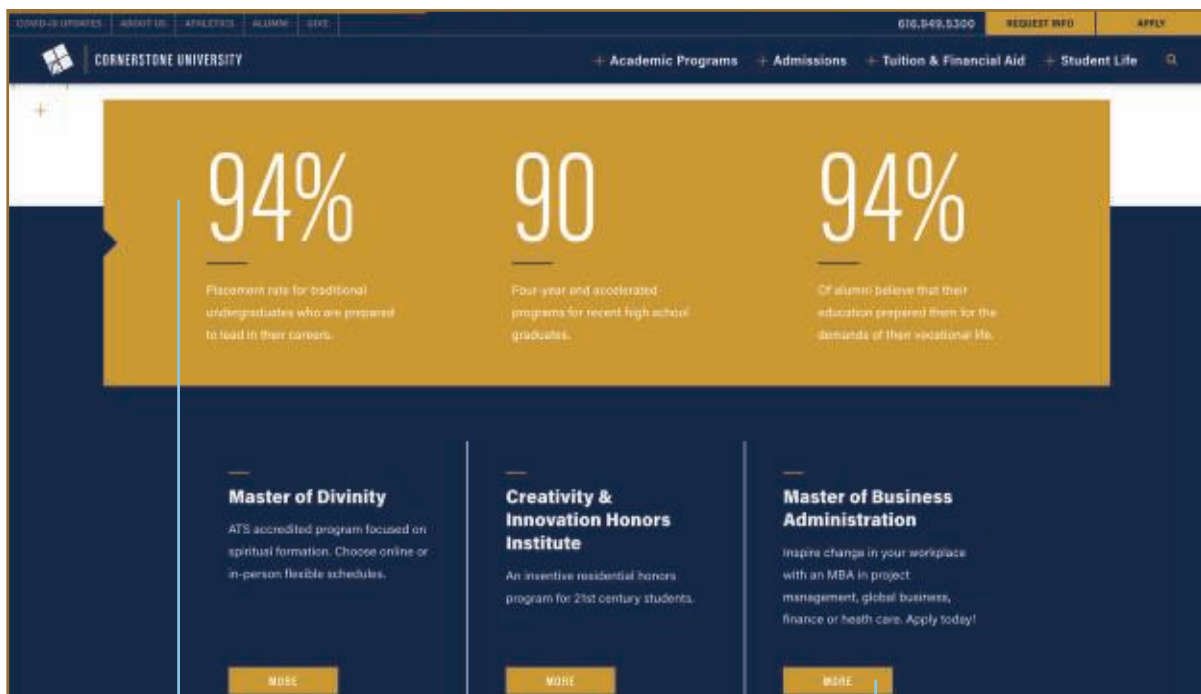 COVID-19 UPDATES ABOUT US ATHLETICS ALUMNI GIVE
616.949.5300 REQUEST INFO APPLY
CORNERSTONE UNIVERSITY
+ Academic Programs + Admissions + Tuition & Financial Aid + Student Life
94%
Placement rate for traditional
undergraduates who are prepared
to lead in their careers.
90
Four-year and accelerated
programs for recent high school
graduates.
94%
Of alumni believe that their
education prepared them for the
demands of their vocational life.
Master of Divinity
ATS accredited program focused on
spiritual formation. Choose online or
in-person flexible schedules.
MORE
Creativity &
Innovation Honors
Institute
An inventive residential honors
program for 21st century students.
MORE
Master of Business
Administration
Inspire change in your workplace
with an MBA in project
management, global business,
finance or heath care. Apply today!
MORE